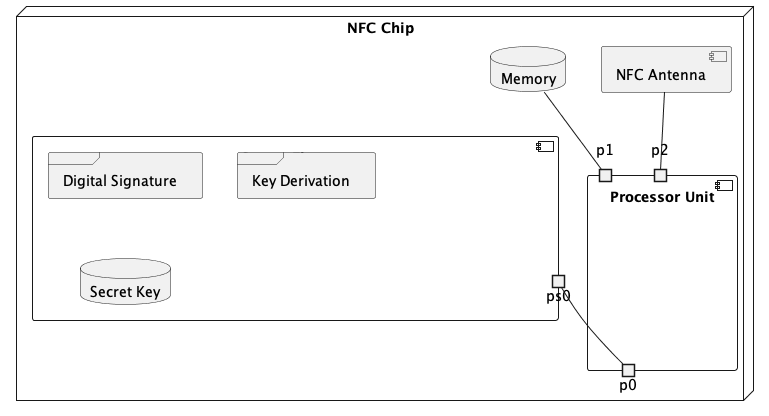 NFC Chip
Memory
NFC Antenna
p1
p2
Digital Signature
Key Derivation
Processor Unit
Secret Key
ps0
p0